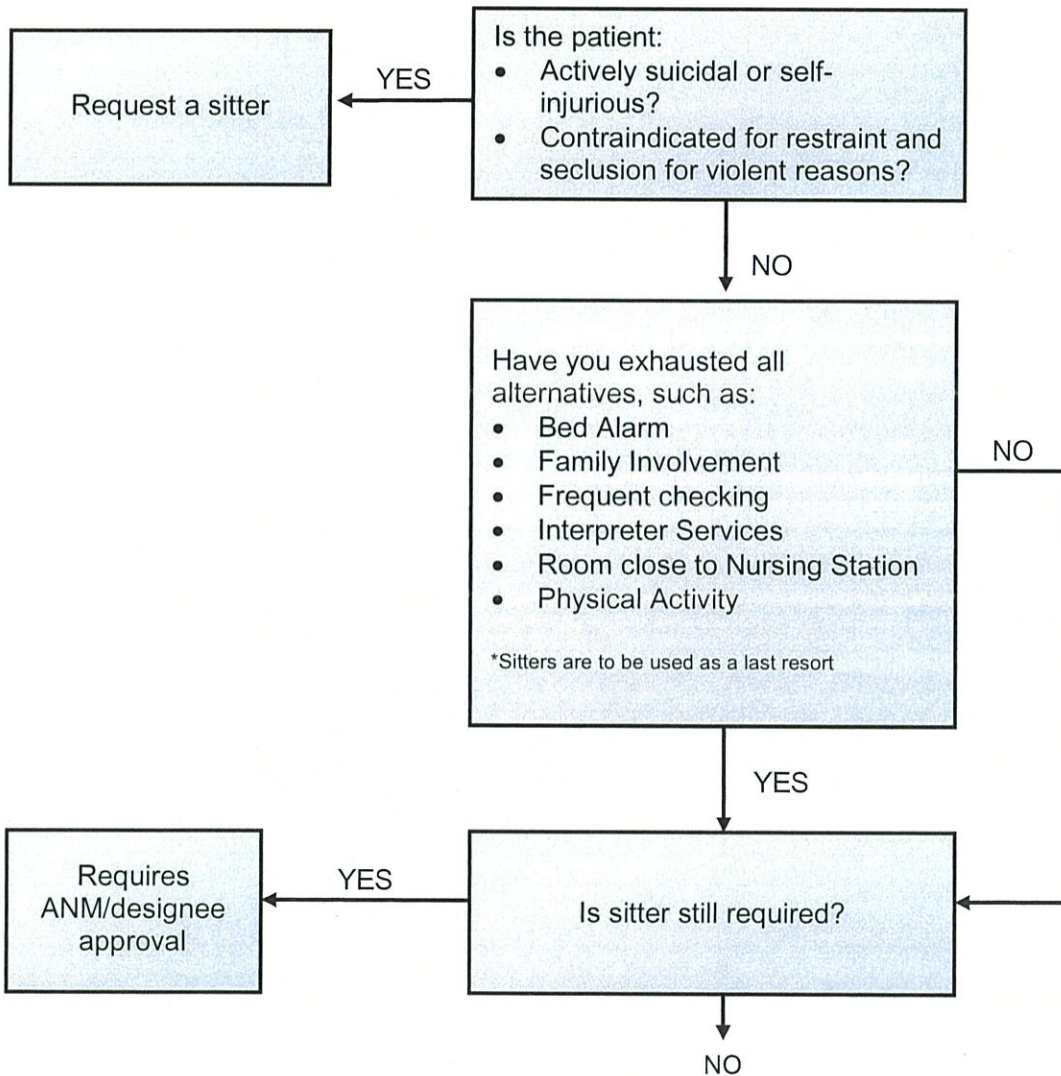 Is the patient:
• Actively suicidal or self-
injurious?
• Contraindicated for restraint and
seclusion for violent reasons?
YES
Request a sitter
NO
Have you exhausted all
alternatives, such as:
• Bed Alarm
• Family Involvement
• Frequent checking
• Interpreter Services
• Room close to Nursing Station
• Physical Activity
*Sitters are to be used as a last resort
NO
YES
Is sitter still required?
YES
Requires
ANM/designee
approval
NO